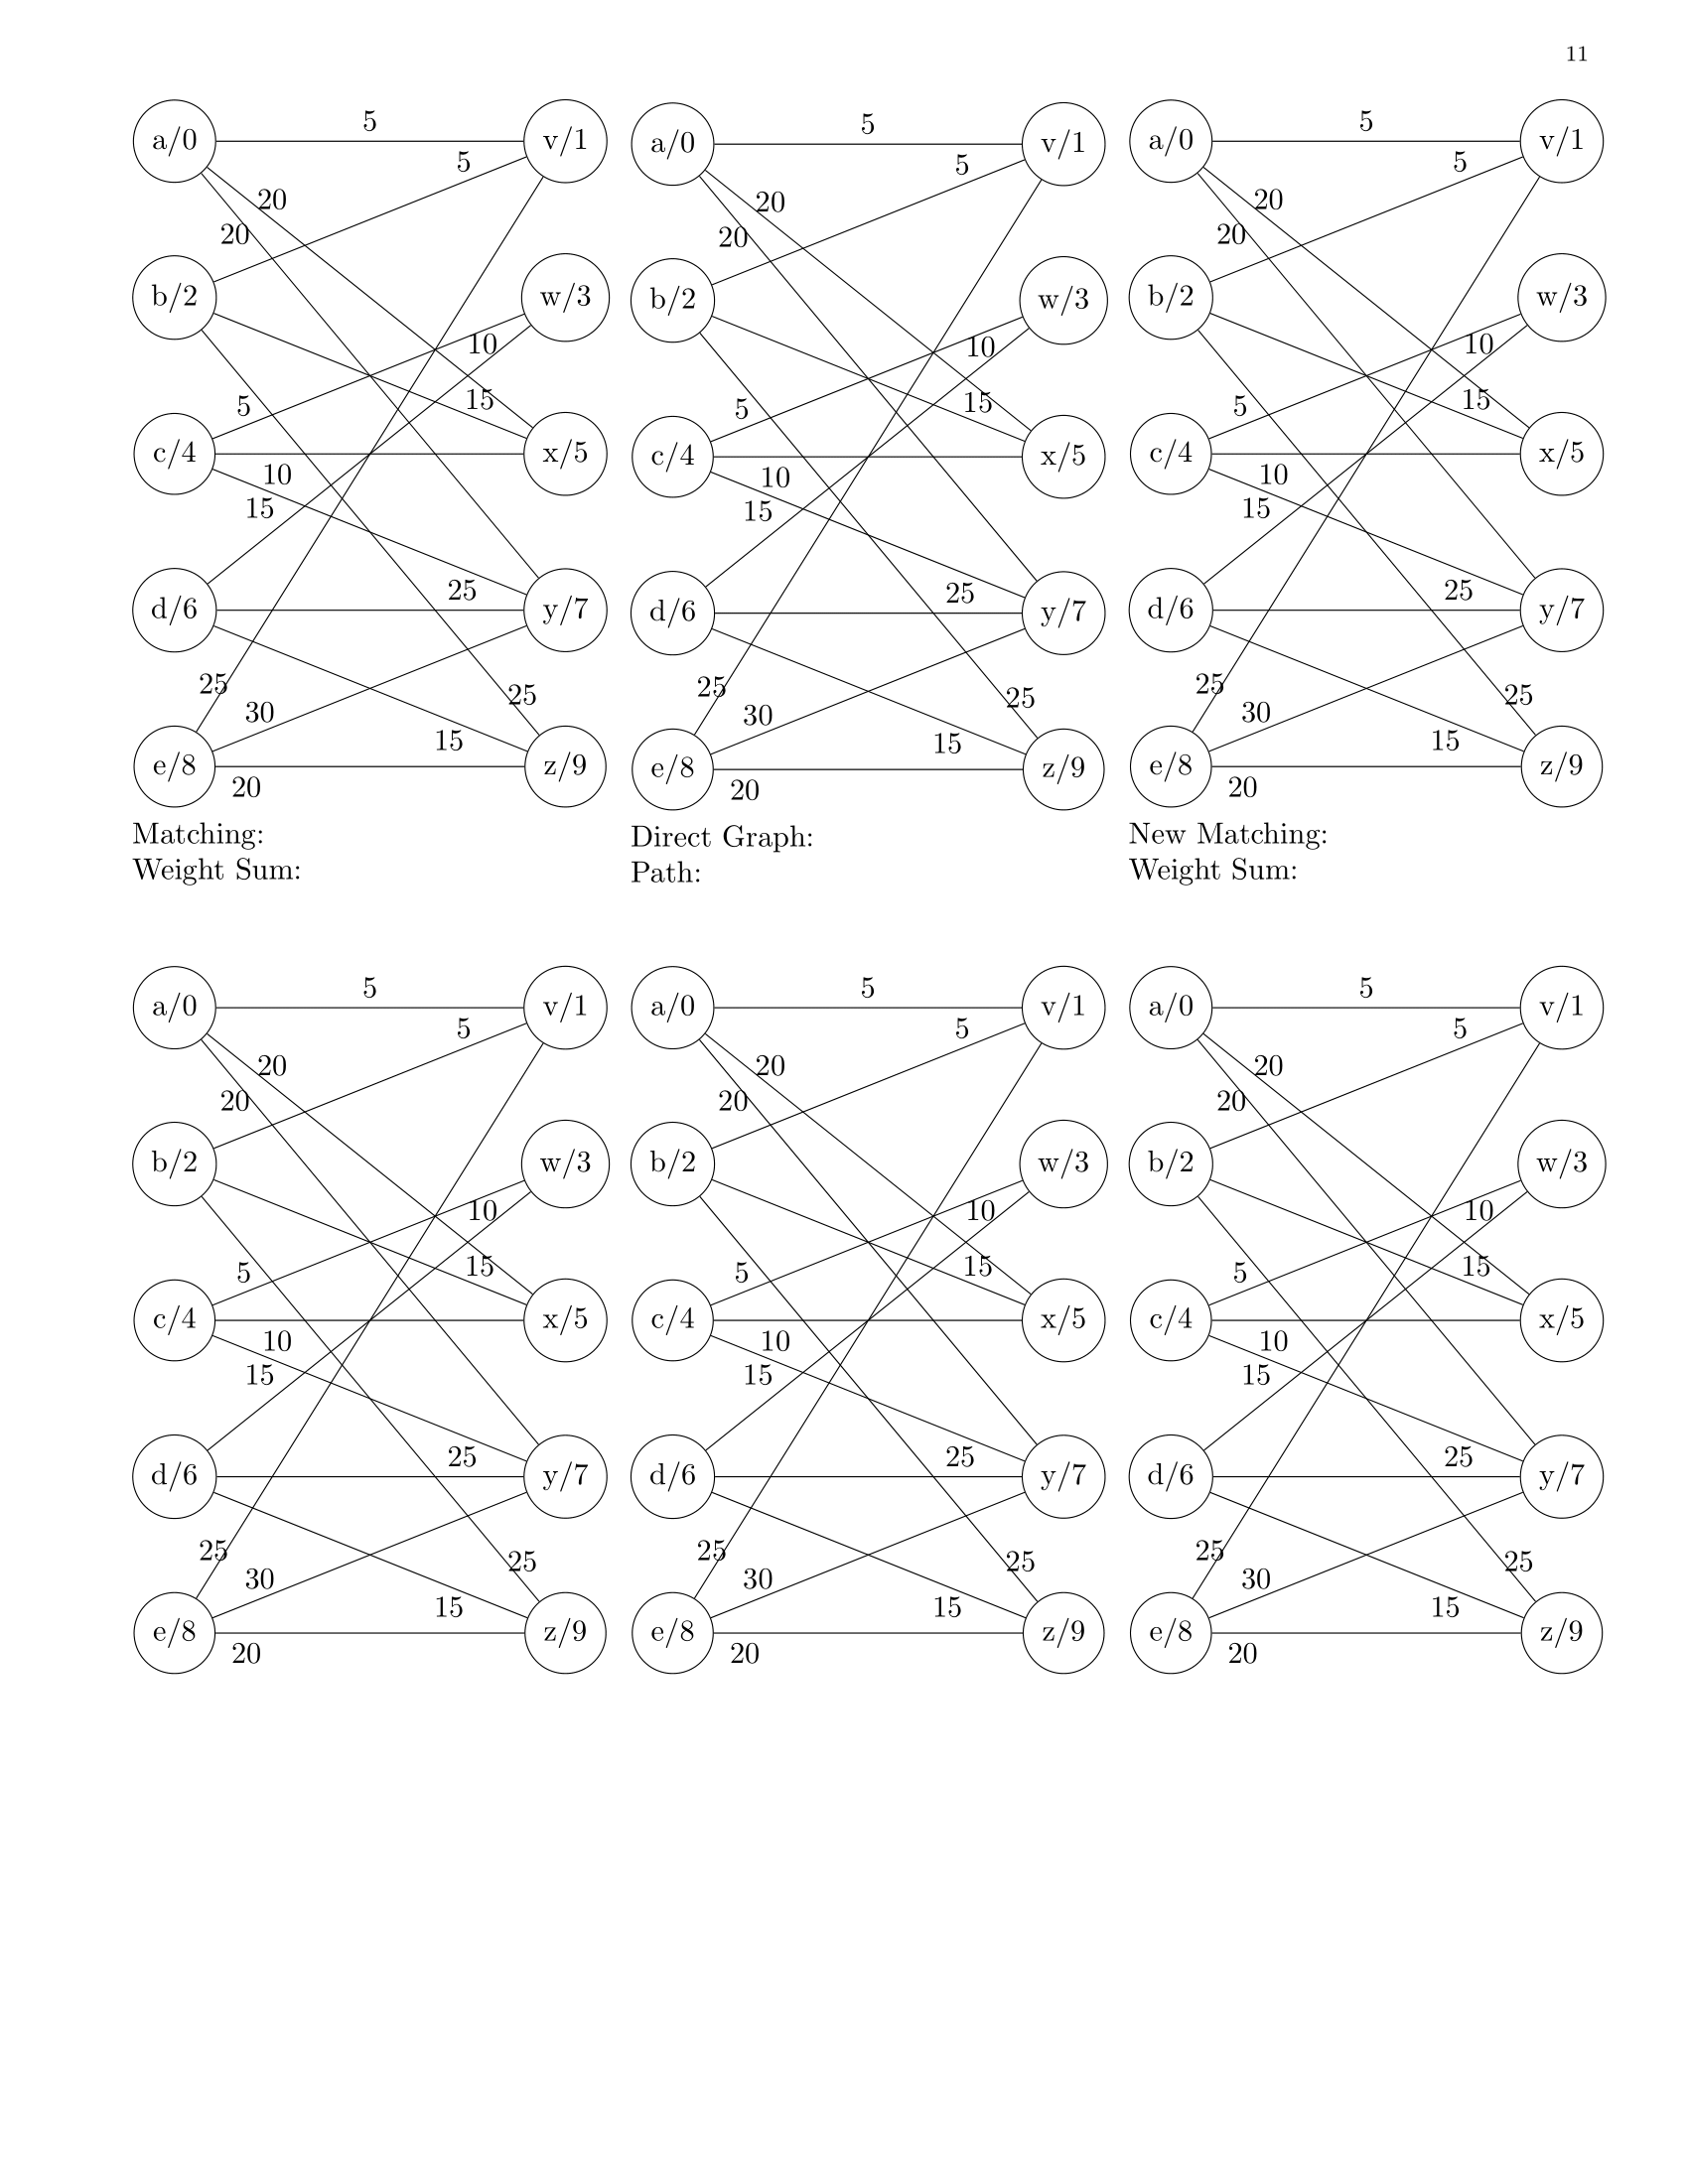 11
a/0 5 v/1 a/0 5 v/1 a/0 5 v/1
5 5 5
20 20 20
20 20 20
b/2 w/3 b/2 w/3 b/2 w/3
10 10 10
5 15 5 15 5 15
c/4 x/5 c/4 x/5 c/4 x/5
10 10 10
15 15 15
25 25 25
d/6 y/7 d/6 y/7 d/6 y/7
25 25 25 25 25 25
30 30 30
15 15 15
e/8 z/9 e/8 z/9 e/8 z/9
20 20 20
Matching: Direct Graph: New Matching:
Weight Sum: Path: Weight Sum:
a/0 5 v/1 a/0 5 v/1 a/0 5 v/1
5 5 5
20 20 20
20 20 20
b/2 w/3 b/2 w/3 b/2 w/3
10 10 10
5 15 5 15 5 15
c/4 x/5 c/4 x/5 c/4 x/5
10 10 10
15 15 15
25 25 25
d/6 y/7 d/6 y/7 d/6 y/7
25 25 25 25 25 25
30 30 30
15 15 15
e/8 z/9 e/8 z/9 e/8 z/9
20 20 20